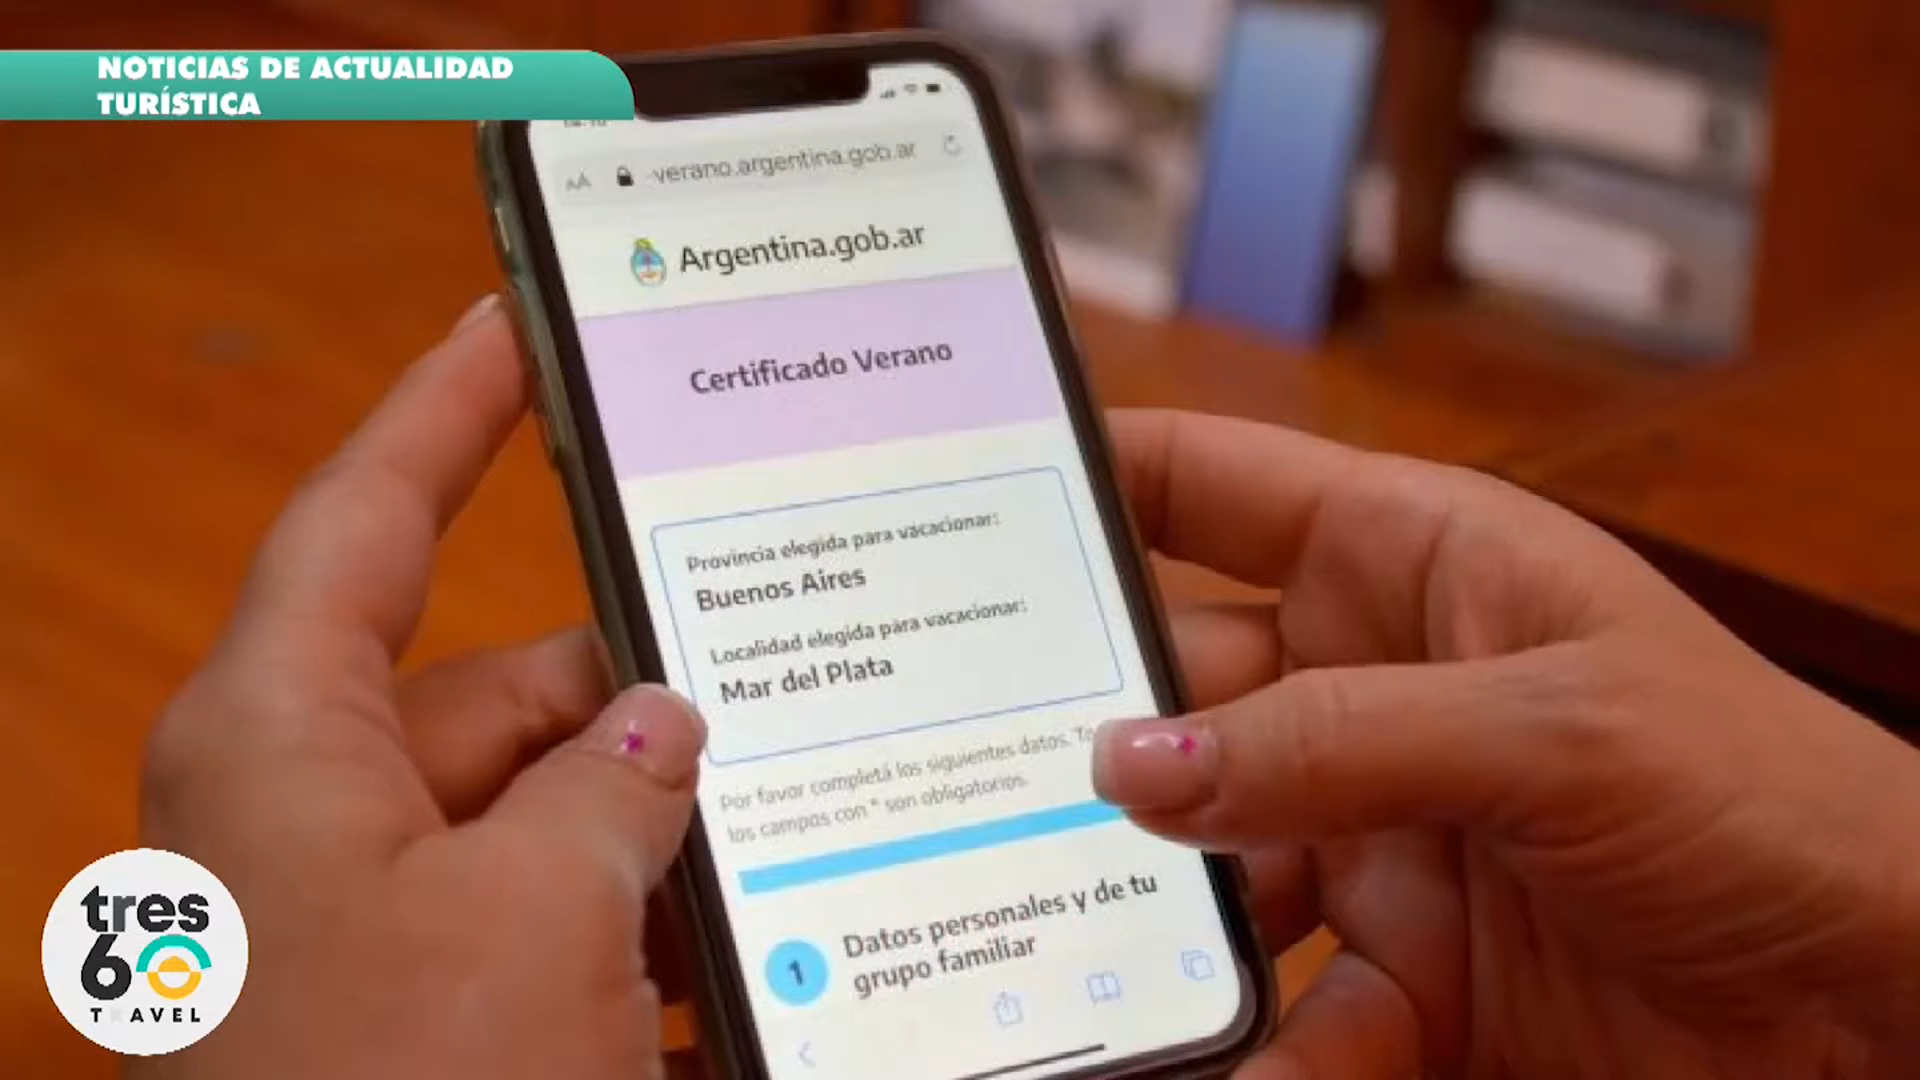 NOTICIAS DE ACTUALIDAD
TURÍSTICA
AA -verano.argentina.gob.ar
Argentina.gob.ar
Certificado Verano
Provincia elegida para vacacionar:
Buenos Aires
Localidad elegida para vacacionar:
Mar del Plata
Por favor completá los siguientes datos. To
los campos con * son obligatorios.
1 Datos personales y de tu
grupo familiar
tres
60
TRAVEL